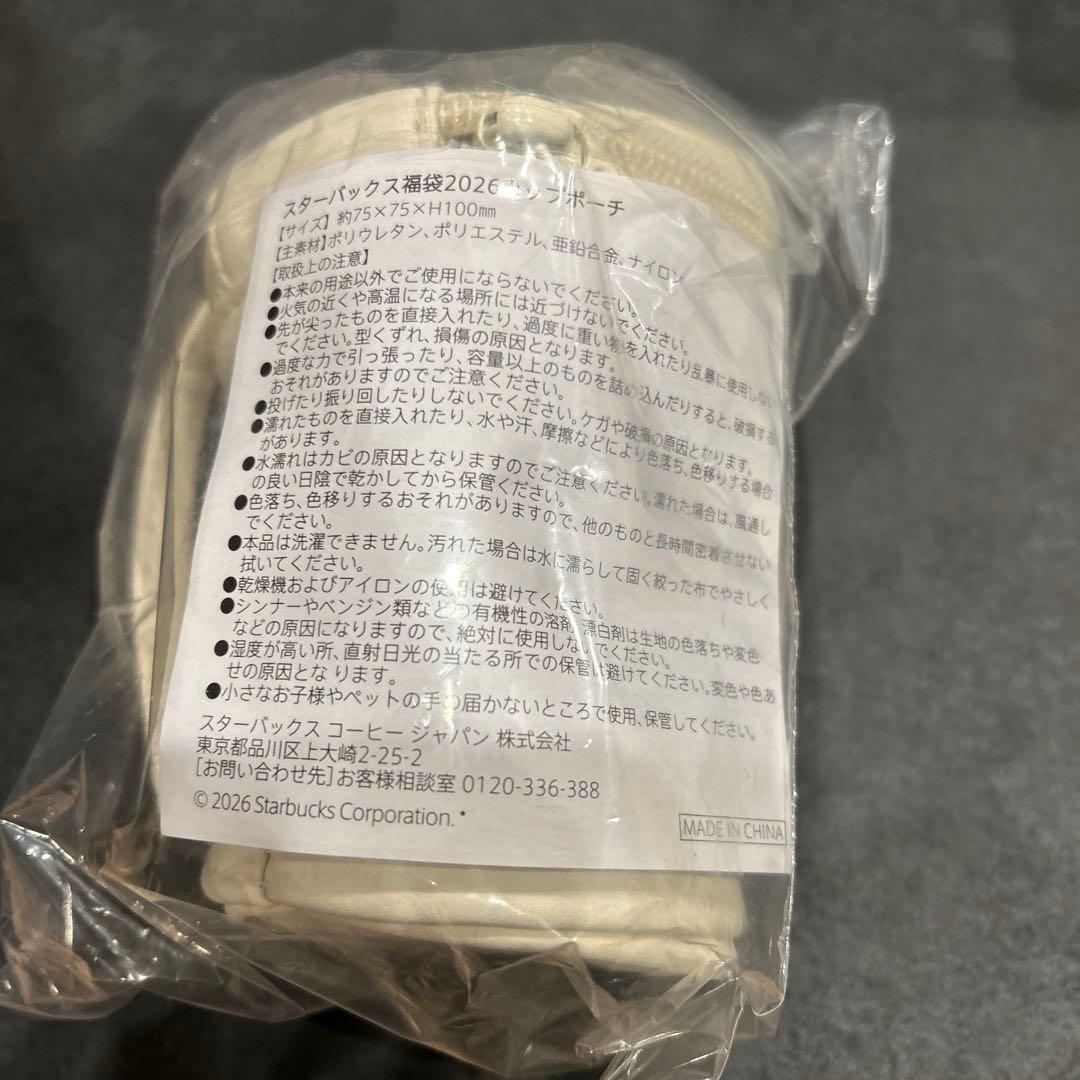 スターバックス福袋2026カップポーチ
【サイズ】約75×75×H100mm
【主素材】ポリウレタン、ポリエステル、亜鉛合金、ナイロン
【取扱上の注意】
●本来の用途以外でご使用にならないでください。
●火気の近くや高温になる場所には近づけないでください。
●先が尖ったものを直接入れたり、過度に重い物を入れたり乱暴に使用しない
でください。型くずれ、損傷の原因となります。
●過度な力で引っ張ったり、容量以上のものを詰め込んだりすると、破損する
おそれがありますのでご注意ください。
●投げたり振り回したりしないでください。ケガや破損の原因となります。
●濡れたものを直接入れたり、水や汗、摩擦などにより色落ち、色移りする場合
があります。
●水濡れはカビの原因となりますのでご注意ください。濡れた場合は、風通し
の良い日陰で乾かしてから保管ください。
●色落ち、色移りするおそれがありますので、他のものと長時間密着させない
でください。
●本品は洗濯できません。汚れた場合は水に濡らして固く絞った布でやさしく
拭いてください。
●乾燥機およびアイロンの使用は避けてください。
●シンナーやベンジン類などの有機性の溶剤、漂白剤は生地の色落ちや変色
などの原因になりますので、絶対に使用しないでください。
●湿度が高い所、直射日光の当たる所での保管は避けてください。変色や色あ
せの原因となります。
●小さなお子様やペットの手の届かないところで使用、保管してください。
スターバックス コーヒー ジャパン 株式会社
東京都品川区上大崎2-25-2
[お問い合わせ先]お客様相談室 0120-336-388
© 2026 Starbucks Corporation. *
MADE IN CHINA